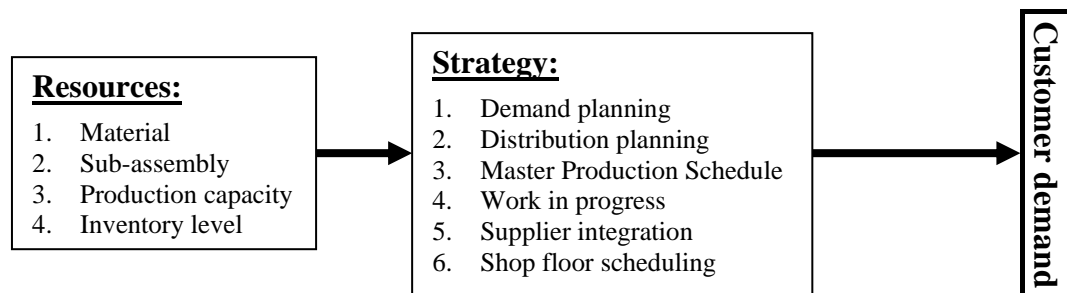 Resources:
1. Material
2. Sub-assembly
3. Production capacity
4. Inventory level
Strategy:
1. Demand planning
2. Distribution planning
3. Master Production Schedule
4. Work in progress
5. Supplier integration
6. Shop floor scheduling
Customer demand